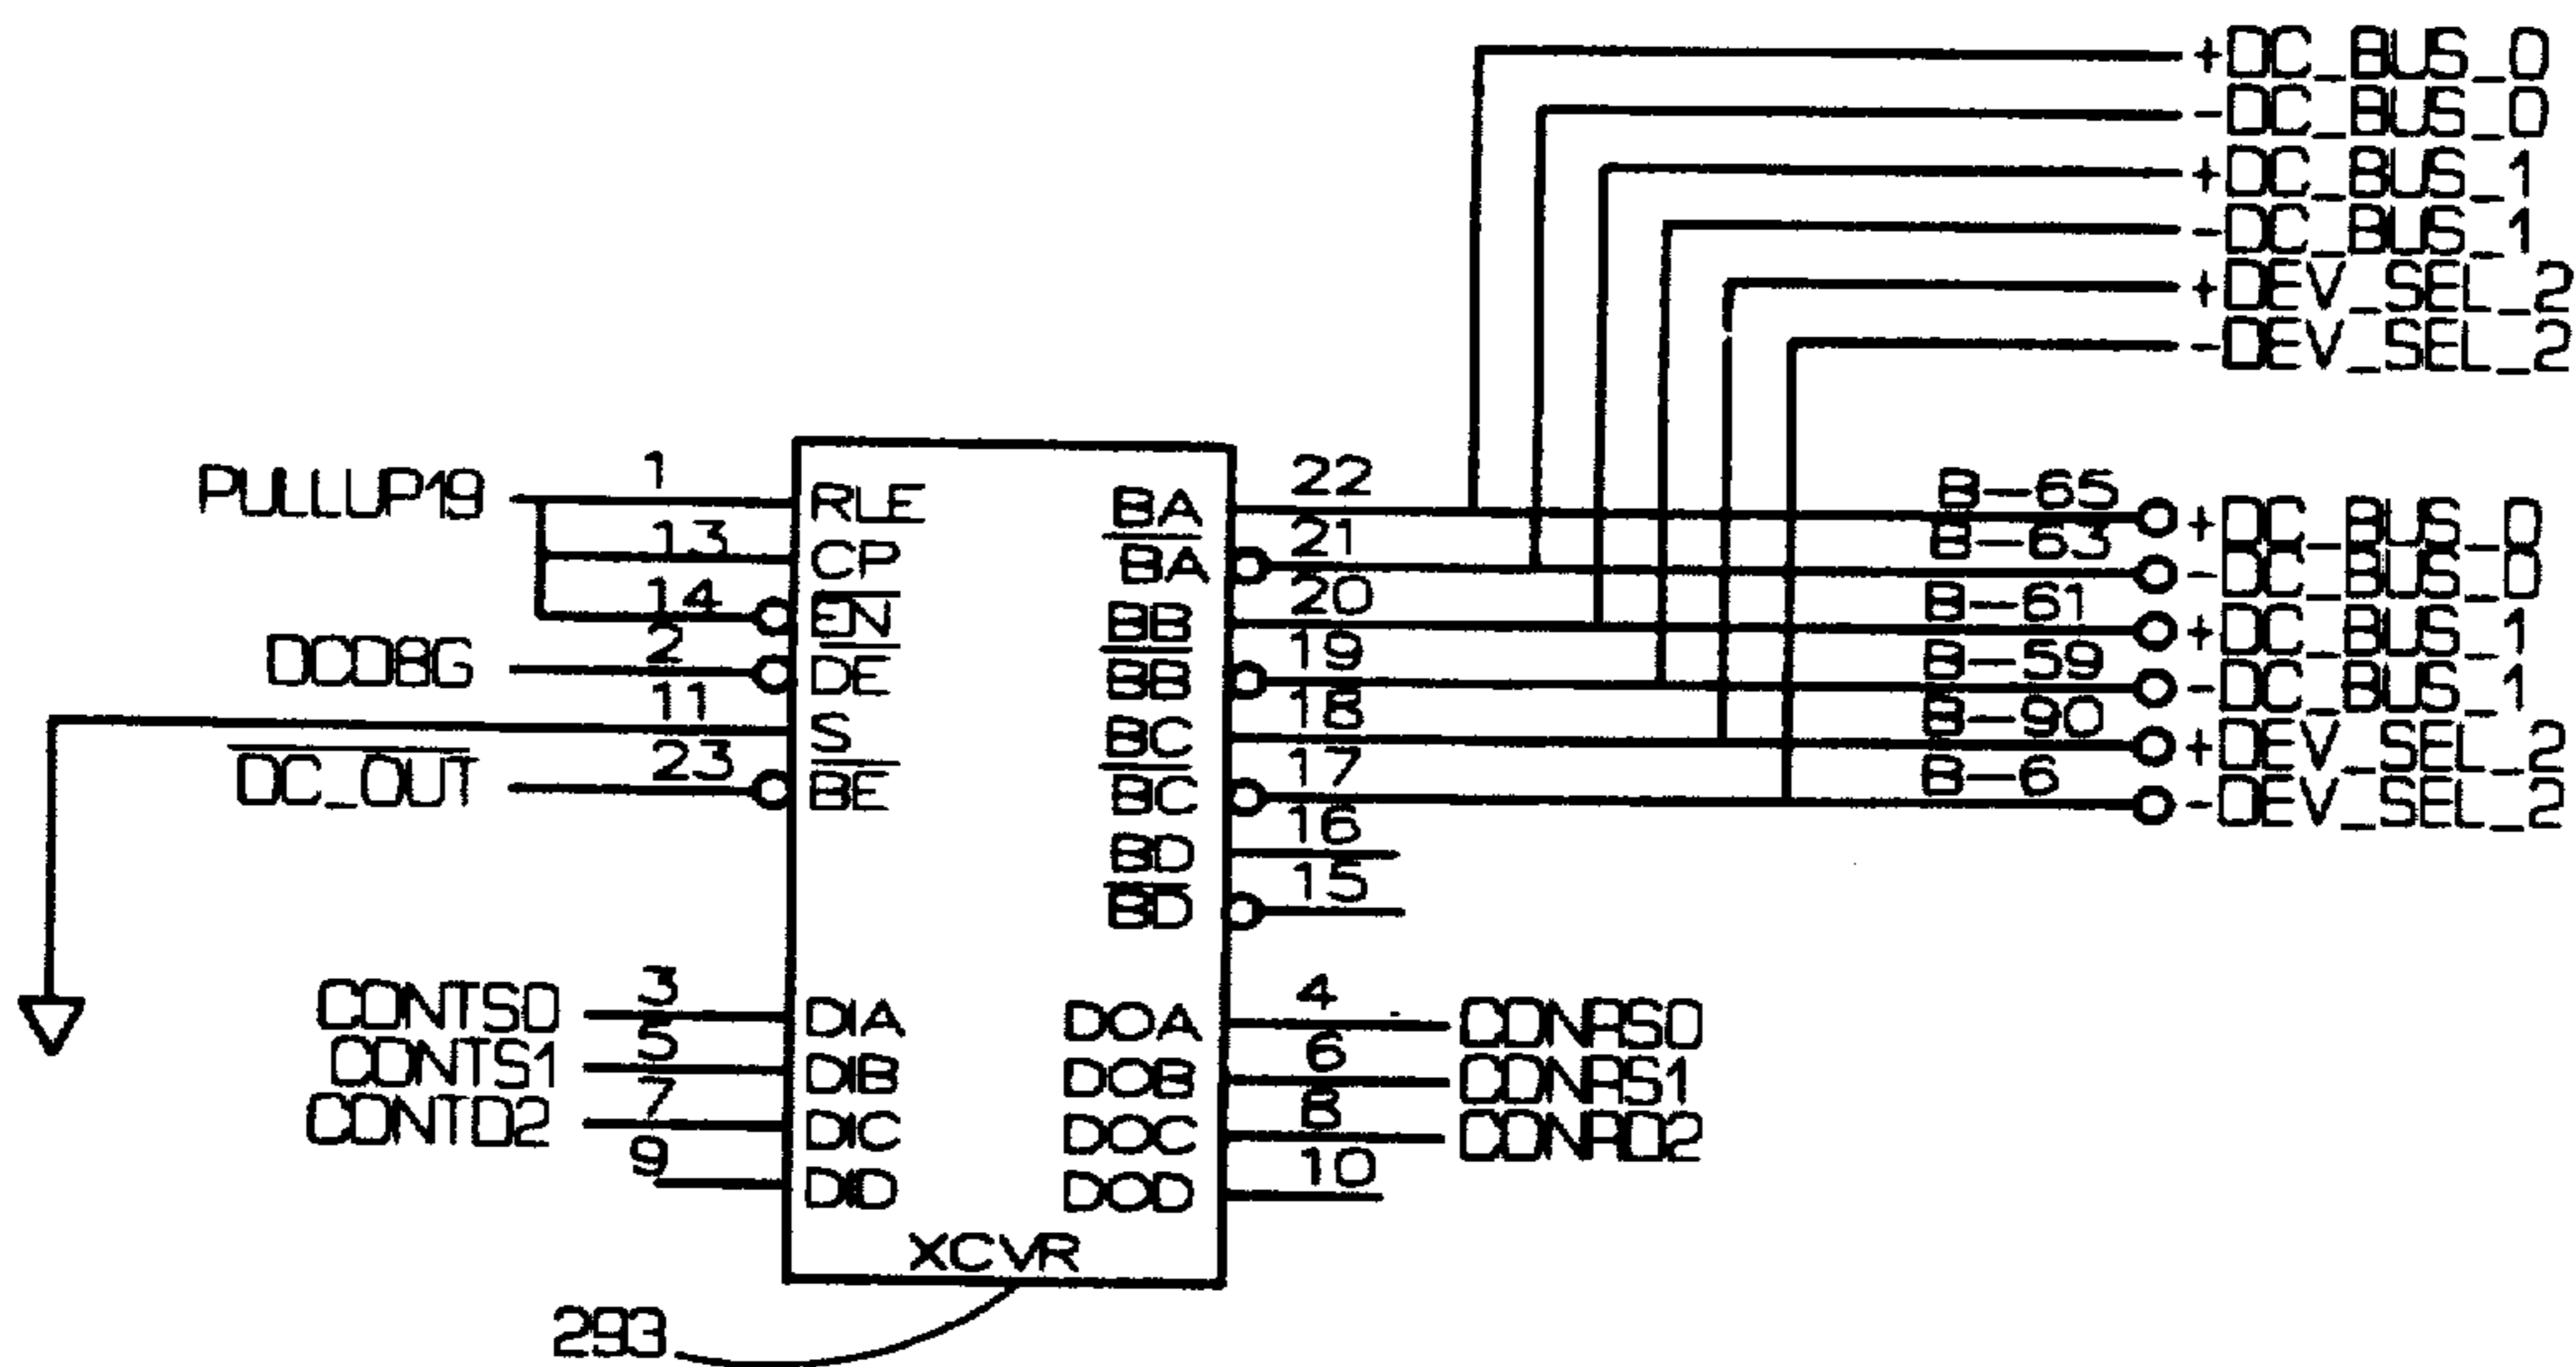 +DC_BUS_0
-DC_BUS_0
+DC_BUS_1
-DC_BUS_1
+DEV_SEL_2
-DEV_SEL_2
PULLUP19
1
RLE
BA
22
B-65
+DC_BUS_0
13
CP
BA
21
B-63
-DC_BUS_0
14
EN
BB
20
B-61
+DC_BUS_1
DCDBG
2
DE
BB
19
B-59
-DC_BUS_1
11
S
BC
18
B-90
+DEV_SEL_2
DC_OUT
23
BE
BC
17
B-6
-DEV_SEL_2
BD
16
BD
15
CONTS0
3
DIA
DOA
4
CONRS0
CONTS1
5
DIB
DOB
6
CONRS1
CONTD2
7
DIC
DOC
8
CONRD2
9
DID
DOD
10
XCVR
293